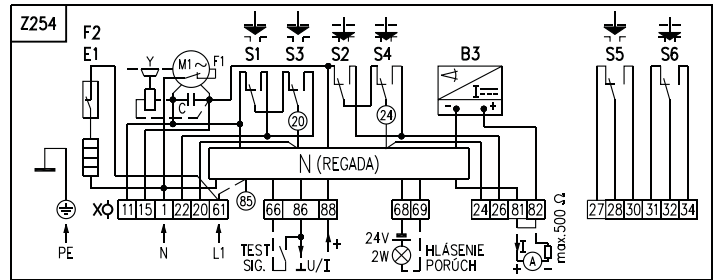 Z254
F2
E1
Y
M1~
F1
C
S1 S3 S2 S4 B3 S5 S6
I
- +
20
24
N (REGADA)
85
X 11 15 1 22 20 61 66 86 88 68 69 24 26 81 82 27 28 30 31 32 34
PE N L1
TEST
SIG.
⊥U/I
+
24V
2W
HLÁSENIE
PORÚCH
I
+ A -
max.500 Ω